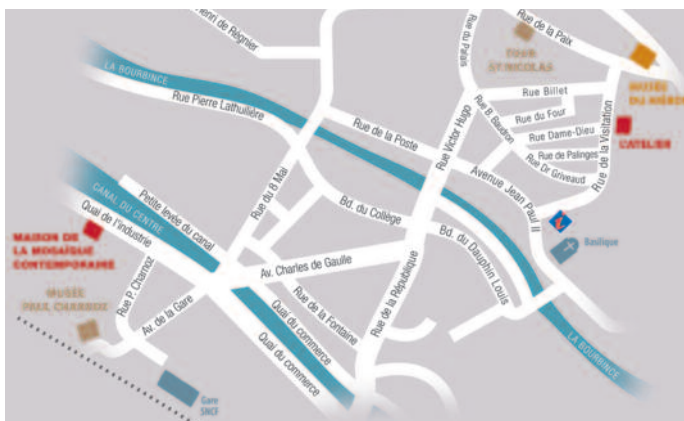 Henri de Régnier
Rue du Palais
Rue de la Paix
TOUR
ST NICOLAS
MUSÉE
DU HIÉRON
LA BOURBINCE
Rue Pierre Lathuillière
Rue de la Poste
Rue Victor Hugo
Rue Billet
Rue B. Baudron
Rue du Four
Rue Dame-Dieu
Rue de Palinges
Rue Dr Griveaud
Rue de la Visitation
L'ATELIER
Avenue Jean Paul II
i
Basilique
CANAL DU CENTRE
Petite levée du canal
Quai de l'industrie
Rue du 8 Mai
Bd. du Collège
Bd. du Dauphin Louis
MAISON DE
LA MOSAÏQUE
CONTEMPORAINE
Av. Charles de Gaulle
Rue de la République
Rue de la Fontaine
Quai du commerce
Quai du commerce
MUSÉE
PAUL CHARNOZ
Rue P. Charnoz
Av. de la Gare
Gare
SNCF
LA BOURBINCE